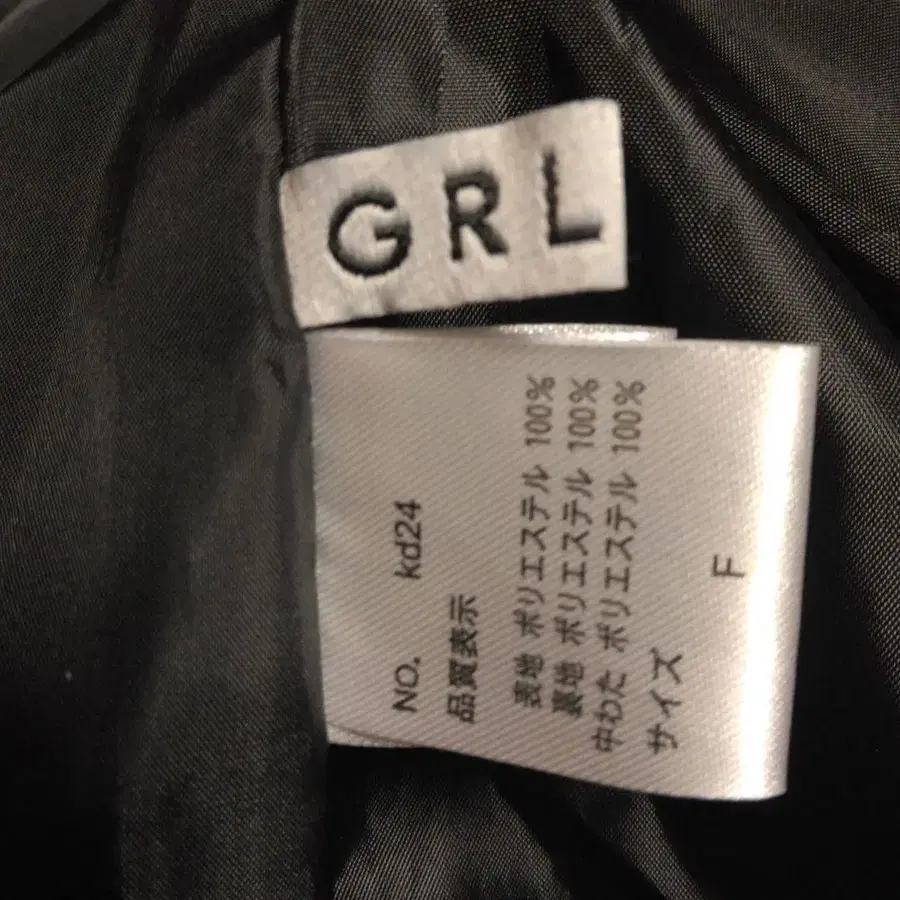 GRL
NO. kd24
品質表示
表地 ポリエステル 100%
裏地 ポリエステル 100%
中わた ポリエステル 100%
サイズ
F